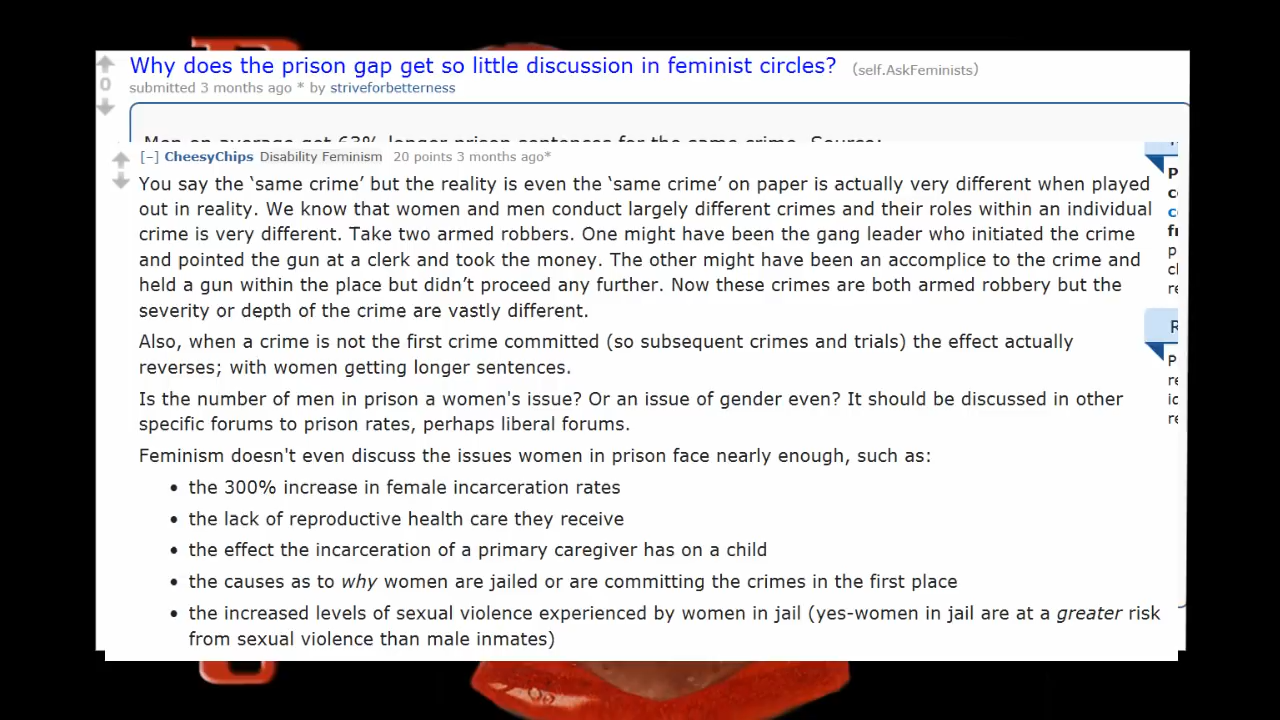 Why does the prison gap get so little discussion in feminist circles? (self.AskFeminists)
0
submitted 3 months ago * by striveforbetterness
Men on average get 63% longer prison sentences for the same crime. Source:
[–] CheesyChips Disability Feminism 20 points 3 months ago*
You say the ‘same crime’ but the reality is even the ‘same crime’ on paper is actually very different when played
out in reality. We know that women and men conduct largely different crimes and their roles within an individual
crime is very different. Take two armed robbers. One might have been the gang leader who initiated the crime
and pointed the gun at a clerk and took the money. The other might have been an accomplice to the crime and
held a gun within the place but didn’t proceed any further. Now these crimes are both armed robbery but the
severity or depth of the crime are vastly different.
Also, when a crime is not the first crime committed (so subsequent crimes and trials) the effect actually
reverses; with women getting longer sentences.
Is the number of men in prison a women's issue? Or an issue of gender even? It should be discussed in other
specific forums to prison rates, perhaps liberal forums.
Feminism doesn't even discuss the issues women in prison face nearly enough, such as:
• the 300% increase in female incarceration rates
• the lack of reproductive health care they receive
• the effect the incarceration of a primary caregiver has on a child
• the causes as to why women are jailed or are committing the crimes in the first place
• the increased levels of sexual violence experienced by women in jail (yes-women in jail are at a greater risk
from sexual violence than male inmates)